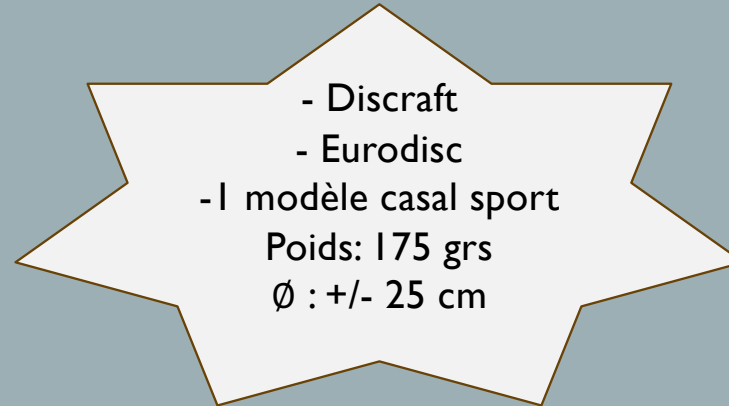 - Discraft
- Eurodisc
-1 modèle casal sport
Poids: 175 grs
Ø : +/- 25 cm